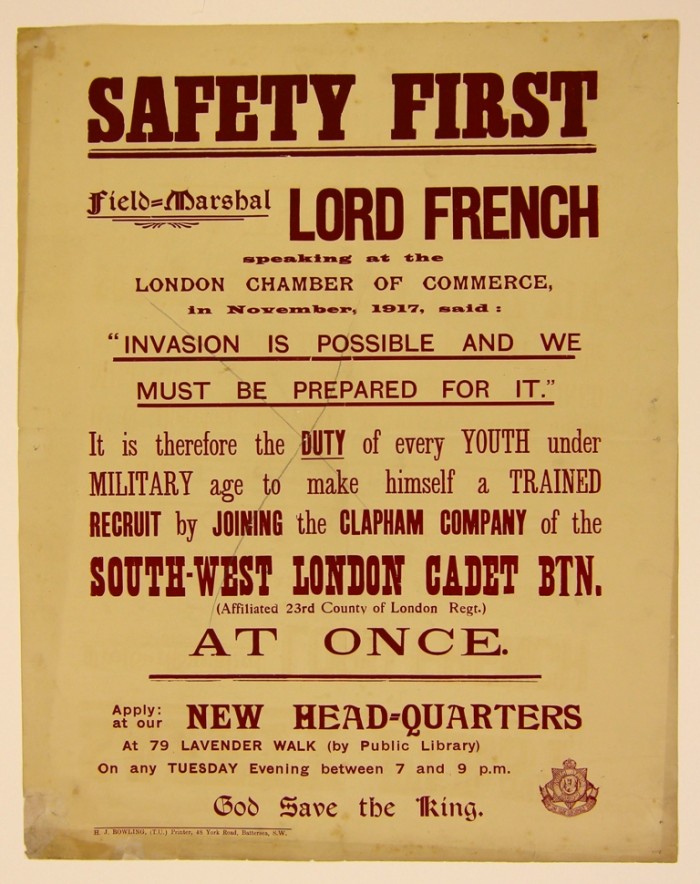 SAFETY FIRST
Field=Marshal LORD FRENCH
speaking at the
LONDON CHAMBER OF COMMERCE,
in November, 1917, said:
“INVASION IS POSSIBLE AND WE
MUST BE PREPARED FOR IT.”
It is therefore the DUTY of every YOUTH under
MILITARY age to make himself a TRAINED
RECRUIT by JOINING the CLAPHAM COMPANY of the
SOUTH-WEST LONDON CADET BTN.
(Affiliated 23rd County of London Regt.)
AT ONCE.
Apply: at our NEW HEAD=QUARTERS
At 79 LAVENDER WALK (by Public Library)
On any TUESDAY Evening between 7 and 9 p.m.
God Save the King.
H. J. BOWLING, (T.U.) Printer, 48 York Road, Battersea, S.W.